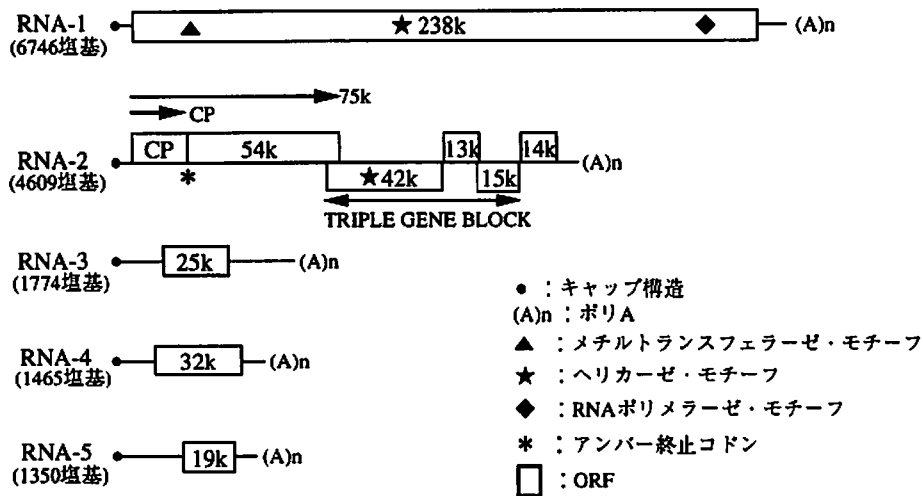 RNA-1
(6746塩基)
238k
(A)n
75k
CP
RNA-2
(4609塩基)
CP
54k
13k
14k
(A)n
*
42k
15k
TRIPLE GENE BLOCK
RNA-3
(1774塩基)
25k
(A)n
RNA-4
(1465塩基)
32k
(A)n
RNA-5
(1350塩基)
19k
(A)n
● : キャップ構造
(A)n : ポリA
▲ : メチルトランスフェラーゼ・モチーフ
★ : ヘリカーゼ・モチーフ
◆ : RNAポリメラーゼ・モチーフ
* : アンバー終止コドン
□ : ORF